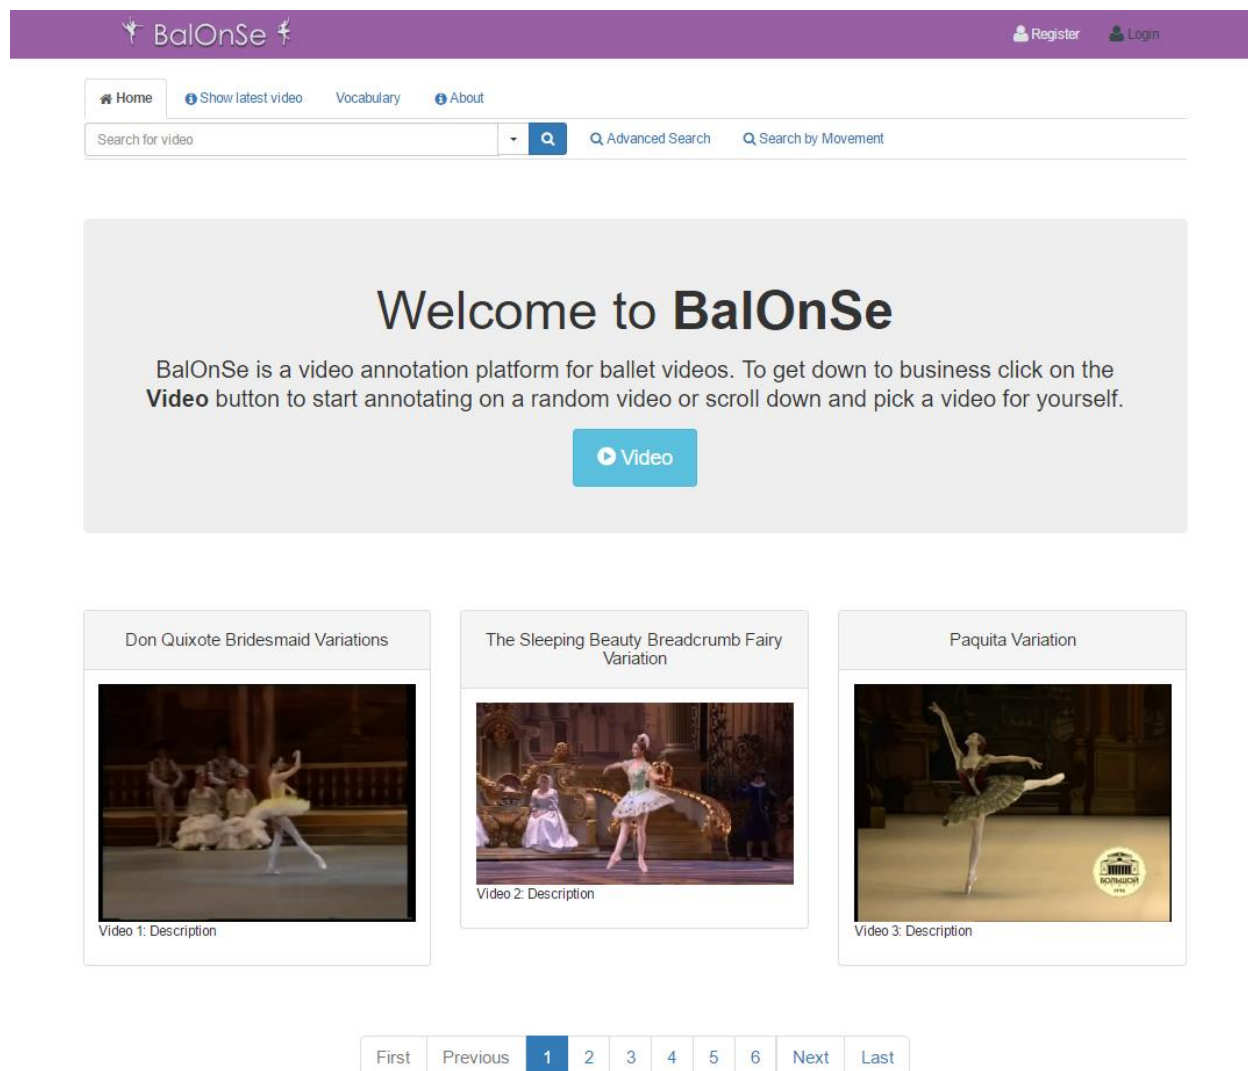 BalOnSe
Register
Login
Home
Show latest video
Vocabulary
About
Search for video
Advanced Search
Search by Movement
Welcome to BalOnSe
BalOnSe is a video annotation platform for ballet videos. To get down to business click on the
Video button to start annotating on a random video or scroll down and pick a video for yourself.
Video
Don Quixote Bridesmaid Variations
Video 1: Description
The Sleeping Beauty Breadcrumb Fairy
Variation
Video 2: Description
Paquita Variation
БОЛЬШОЙ
1776
Video 3: Description
First Previous 1 2 3 4 5 6 Next Last